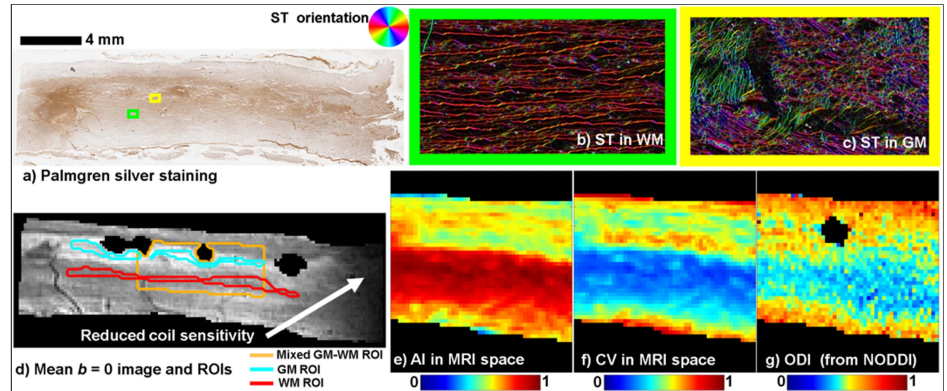 ST orientation
4 mm
a) Palmgren silver staining
b) ST in WM
c) ST in GM
Reduced coil sensitivity
d) Mean b = 0 image and ROIs
Mixed GM-WM ROI
GM ROI
WM ROI
e) AI in MRI space
f) CV in MRI space
g) ODI (from NODDI)
0 1
0 1
0 1